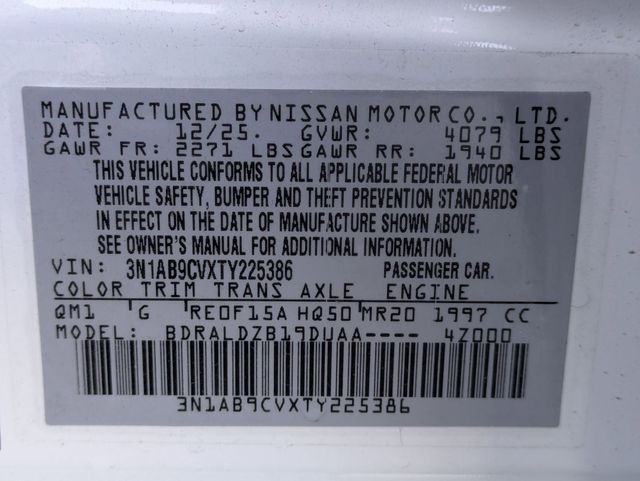 MANUFACTURED BY NISSAN MOTOR CO., LTD.
DATE: 12/25. GVWR: 4079 LBS
GAWR FR: 2271 LBS GAWR RR: 1940 LBS
THIS VEHICLE CONFORMS TO ALL APPLICABLE FEDERAL MOTOR
VEHICLE SAFETY, BUMPER AND THEFT PREVENTION STANDARDS
IN EFFECT ON THE DATE OF MANUFACTURE SHOWN ABOVE.
SEE OWNER'S MANUAL FOR ADDITIONAL INFORMATION.
VIN: 3N1AB9CVXTY225386 PASSENGER CAR.
COLOR TRIM TRANS AXLE ENGINE
QM1 G RE0F15A HQ50 MR20 1997 CC
MODEL: BDRALDZB19DUAA---- 4Z000
3N1AB9CVXTY225386